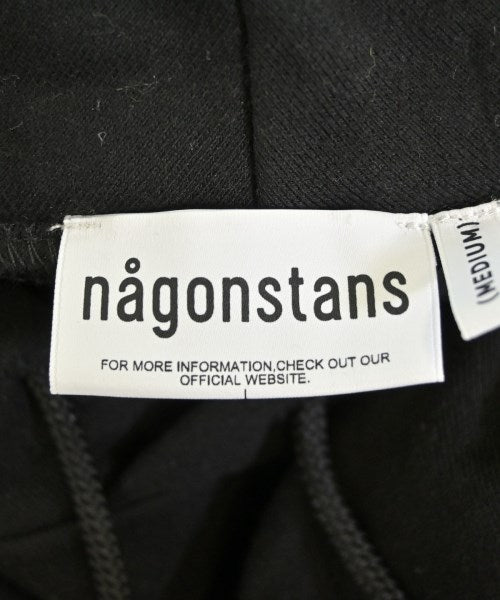 någonstans
FOR MORE INFORMATION,CHECK OUT OUR
OFFICIAL WEBSITE.
(MEDIUM)